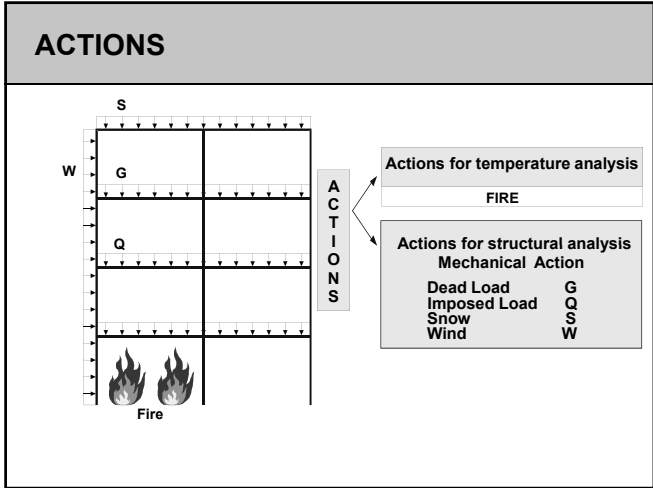 ACTIONS
S
W
G
Q
Fire
A
C
T
I
O
N
S
Actions for temperature analysis
FIRE
Actions for structural analysis
Mechanical Action
Dead Load G
Imposed Load Q
Snow S
Wind W